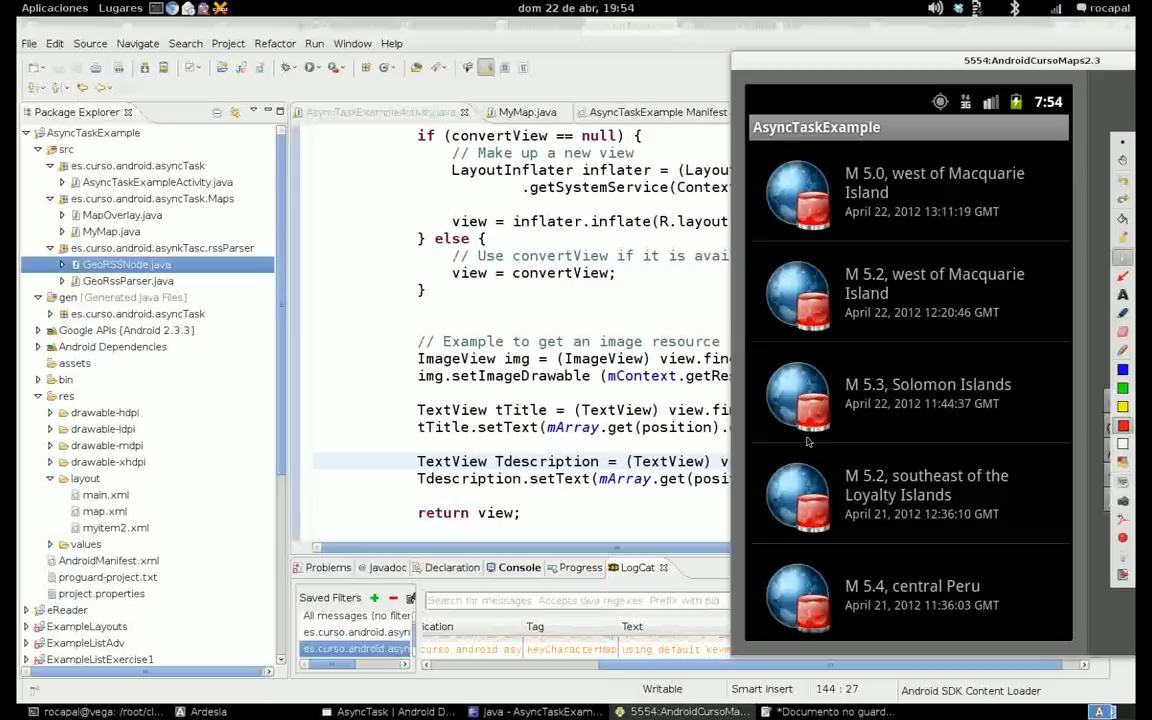 Aplicaciones Lugares dom 22 de abr, 19:54 rocapal
File Edit Source Navigate Search Project Refactor Run Window Help
5554:AndroidCursoMaps2.3
Package Explorer
AsyncTaskExampleActivity.java MyMap.java AsyncTaskExample Manifest
AsyncTaskExample
src
es.curso.android.asyncTask
AsyncTaskExampleActivity.java
es.curso.android.asyncTask.Maps
MapOverlay.java
MyMap.java
es.curso.android.asynkTasc.rssParser
GeoRSSNode.java
GeoRssParser.java
gen [Generated Java Files]
es.curso.android.asyncTask
Google APIs [Android 2.3.3]
Android Dependencies
assets
bin
res
drawable-hdpi
drawable-ldpi
drawable-mdpi
drawable-xhdpi
layout
main.xml
map.xml
myitem2.xml
values
AndroidManifest.xml
proguard-project.txt
project.properties
eReader
ExampleLayouts
ExampleListAdv
ExampleListExercise1
if (convertView == null) {
// Make up a new view
LayoutInflater inflater = (Layou
.getSystemService(Context
view = inflater.inflate(R.layout
} else {
// Use convertView if it is avai
view = convertView;
}
// Example to get an image resource
ImageView img = (ImageView) view.fin
img.setImageDrawable (mContext.getRes
TextView tTitle = (TextView) view.fin
tTitle.setText(mArray.get(position).
TextView Tdescription = (TextView) v
Tdescription.setText(mArray.get(posi
return view;
Problems Javadoc Declaration Console Progress LogCat
Saved Filters
All messages (no filter
es.curso.android.asyn
es.curso.android.asyn
Search for messages. Accepts Java regexes. Prefix with pid
ication Tag Text
curso android asy KeyCharacterMap Using default keym
7:54
AsyncTaskExample
M 5.0, west of Macquarie
Island
April 22, 2012 13:11:19 GMT
M 5.2, west of Macquarie
Island
April 22, 2012 12:20:46 GMT
M 5.3, Solomon Islands
April 22, 2012 11:44:37 GMT
M 5.2, southeast of the
Loyalty Islands
April 21, 2012 12:36:10 GMT
M 5.4, central Peru
April 21, 2012 11:36:03 GMT
Writable Smart Insert 144 : 27 Android SDK Content Loader
rocapal@vega: /root/cl... Ardesia AsyncTask | Android D... Java - AsyncTaskExam... 5554:AndroidCursoMa... *Documento no guard...